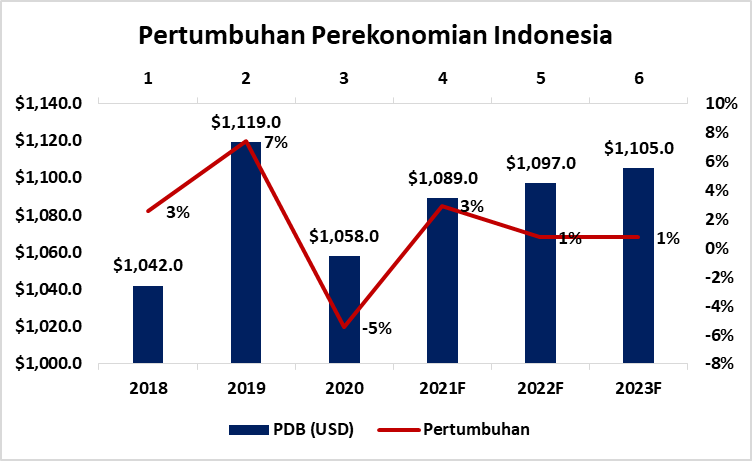 Pertumbuhan Perekonomian Indonesia
1 2 3 4 5 6
$1,140.0 10%
$1,120.0 8%
$1,100.0 6%
$1,080.0 4%
$1,060.0 2%
$1,040.0 0%
$1,020.0 -2%
$1,000.0 -4%
-6%
-8%
$1,042.0 $1,119.0 $1,058.0 $1,089.0 $1,097.0 $1,105.0
3% 7% -5% 3% 1% 1%
2018 2019 2020 2021F 2022F 2023F
PDB (USD) Pertumbuhan